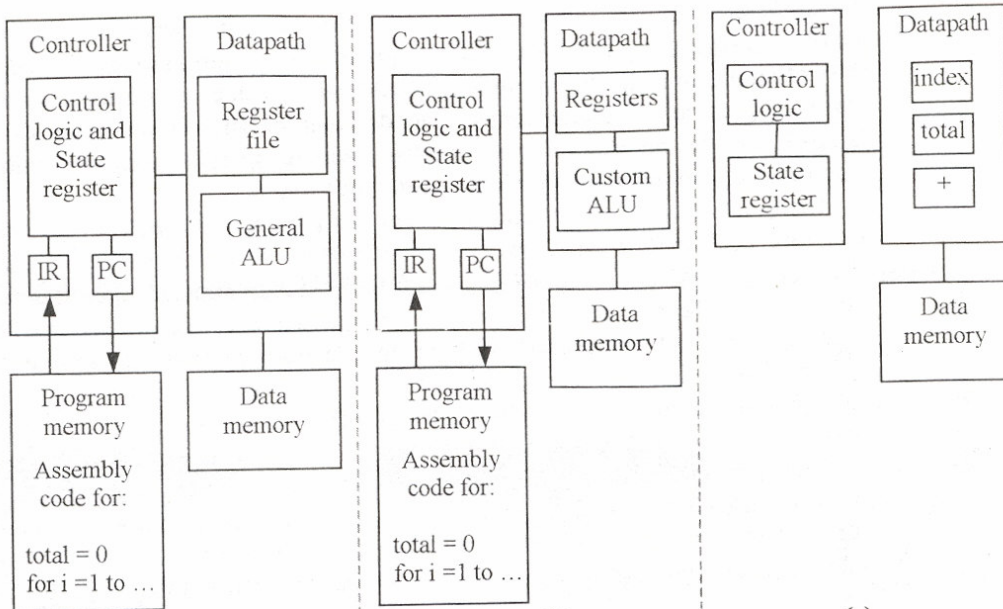 Controller
Control
logic and
State
register
IR
PC
Datapath
Register
file
General
ALU
Program
memory
Assembly
code for:
total = 0
for i =1 to ...
Data
memory
Controller
Control
logic and
State
register
IR
PC
Datapath
Registers
Custom
ALU
Data
memory
Program
memory
Assembly
code for:
total = 0
for i =1 to ...
Controller
Control
logic
State
register
Datapath
index
total
+
Data
memory